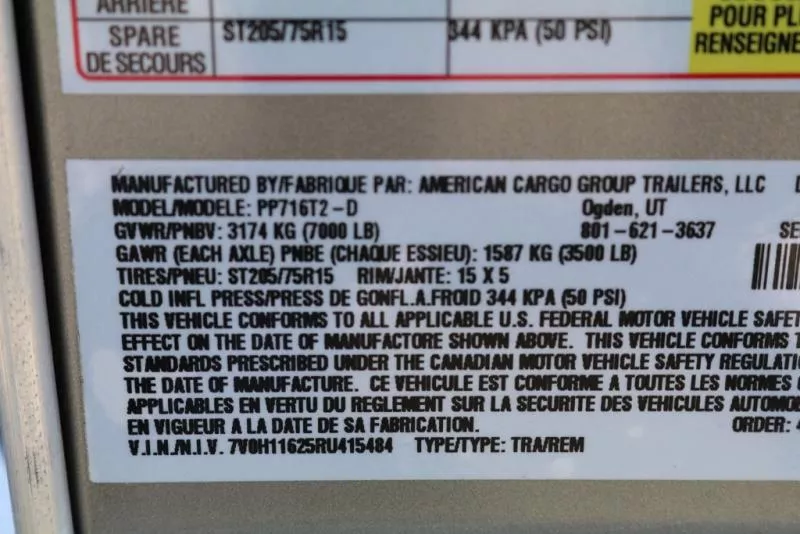 ARRIERE
POUR PL
SPARE ST205/75R15 344 KPA (50 PSI) RENSEIGNE
DE SECOURS
MANUFACTURED BY/FABRIQUE PAR: AMERICAN CARGO GROUP TRAILERS, LLC D
MODEL/MODELE: PP716T2-D Ogden, UT
GVWR/PNBV: 3174 KG (7000 LB) 801-621-3637 SE
GAWR (EACH AXLE) PNBE (CHAQUE ESSIEU): 1587 KG (3500 LB)
TIRES/PNEU: ST205/75R15 RIM/JANTE: 15 X 5
COLD INFL PRESS/PRESS DE GONFL.A.FROID 344 KPA (50 PSI)
THIS VEHICLE CONFORMS TO ALL APPLICABLE U.S. FEDERAL MOTOR VEHICLE SAFET
EFFECT ON THE DATE OF MANUFACTORE SHOWN ABOVE. THIS VEHICLE CONFORMS T
STANDARDS PRESCRIBED UNDER THE CANADIAN MOTOR VEHICLE SAFETY REGULATI
THE DATE OF MANUFACTURE. CE VEHICULE EST CONFORME A TOUTES LES NORMES
APPLICABLES EN VERTU DU REGLEMENT SUR LA SECURITE DES VEHICULES AUTOMO
EN VIGUEUR A LA DATE DE SA FABRICATION. ORDER: 4
V.I.N./N.I.V. 7V0H11625RU415484 TYPE/TYPE: TRA/REM